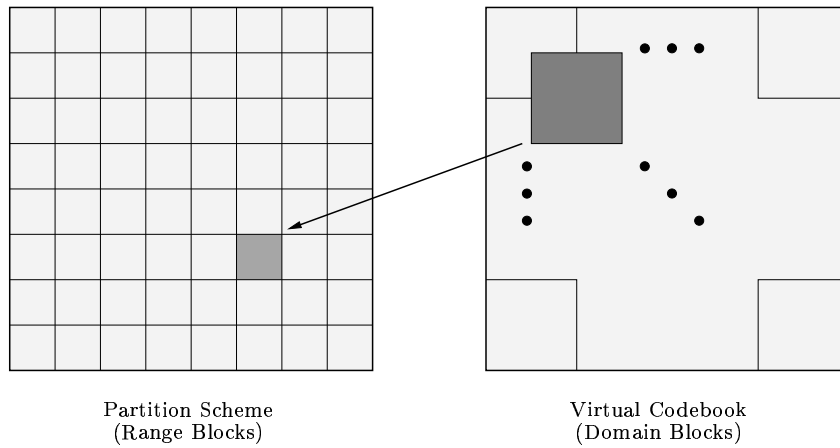 Partition Scheme
(Range Blocks)
Virtual Codebook
(Domain Blocks)